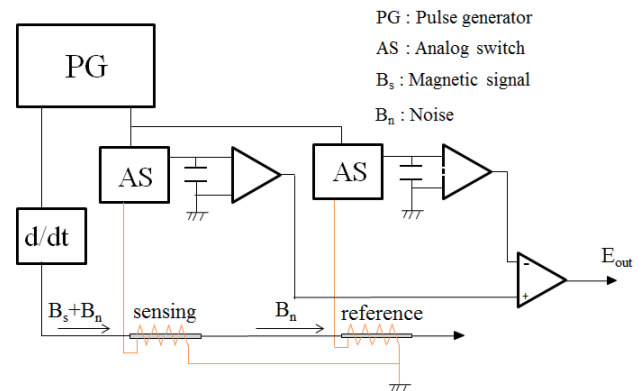 PG : Pulse generator
AS : Analog switch
Bs : Magnetic signal
Bn : Noise
PG
AS
AS
d/dt
Eout
-
+
Bs+Bn
sensing
Bn
reference